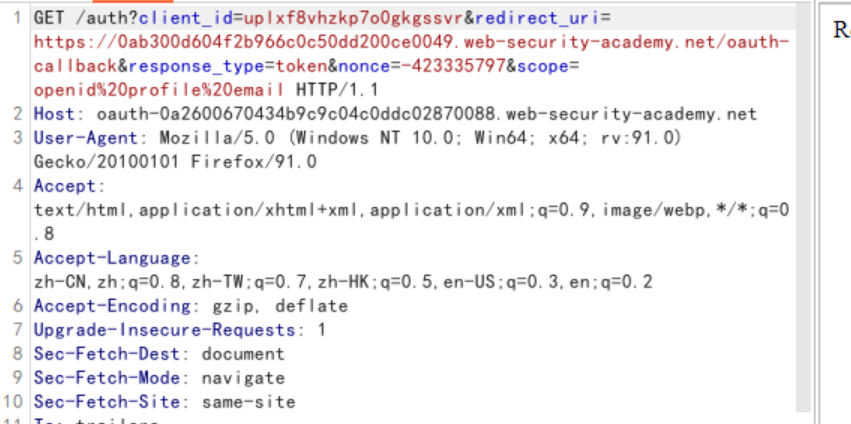 1 GET /auth?client_id=uplxf8vhzkp7o0gkgssvr&redirect_uri=
https://0ab300d604f2b966c0c50dd200ce0049.web-security-academy.net/oauth-
callback&response_type=token&nonce=-423335797&scope=
openid%20profile%20email HTTP/1.1
2 Host: oauth-0a2600670434b9c9c04c0ddc02870088.web-security-academy.net
3 User-Agent: Mozilla/5.0 (Windows NT 10.0; Win64; x64; rv:91.0)
Gecko/20100101 Firefox/91.0
4 Accept:
text/html,application/xhtml+xml,application/xml;q=0.9,image/webp,*/*;q=0
.8
5 Accept-Language:
zh-CN,zh;q=0.8,zh-TW;q=0.7,zh-HK;q=0.5,en-US;q=0.3,en;q=0.2
6 Accept-Encoding: gzip, deflate
7 Upgrade-Insecure-Requests: 1
8 Sec-Fetch-Dest: document
9 Sec-Fetch-Mode: navigate
10 Sec-Fetch-Site: same-site